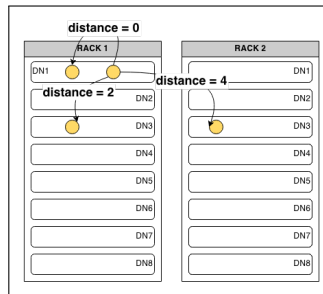 distance = 0
RACK 1
RACK 2
DN1
DN1
distance = 4
distance = 2
DN2
DN2
DN3
DN3
DN4
DN4
DN5
DN5
DN6
DN6
DN7
DN7
DN8
DN8